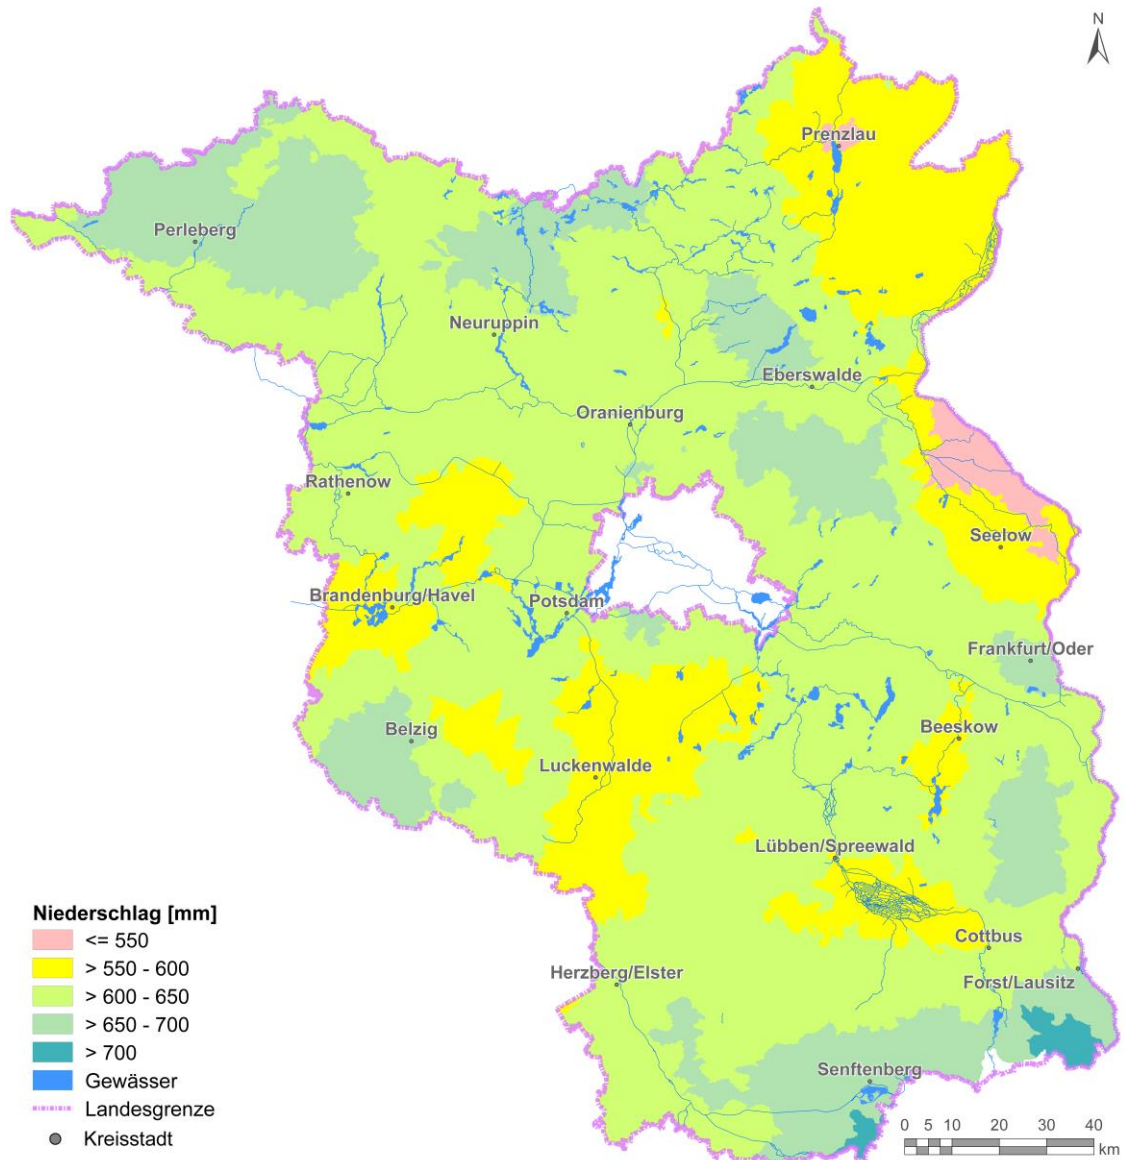 N
Prenzlau
Perleberg
Neuruppin
Eberswalde
Oranienburg
Rathenow
Seelow
Brandenburg/Havel
Potsdam
Frankfurt/Oder
Belzig
Beeskow
Luckenwalde
Lübben/Spreewald
Cottbus
Herzberg/Elster
Forst/Lausitz
Senftenberg
Niederschlag [mm]
<= 550
> 550 - 600
> 600 - 650
> 650 - 700
> 700
Gewässer
Landesgrenze
Kreisstadt
0 5 10 20 30 40
km